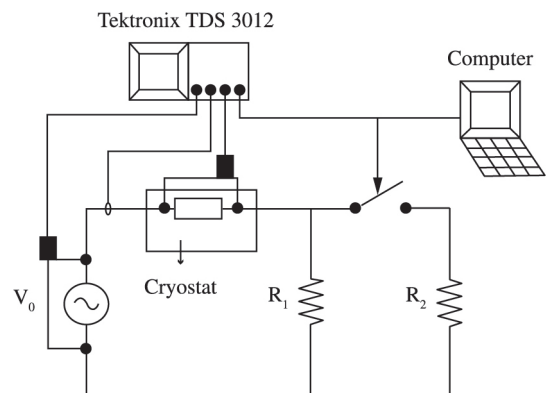 Tektronix TDS 3012
Computer
Cryostat
V₀
R₁
R₂